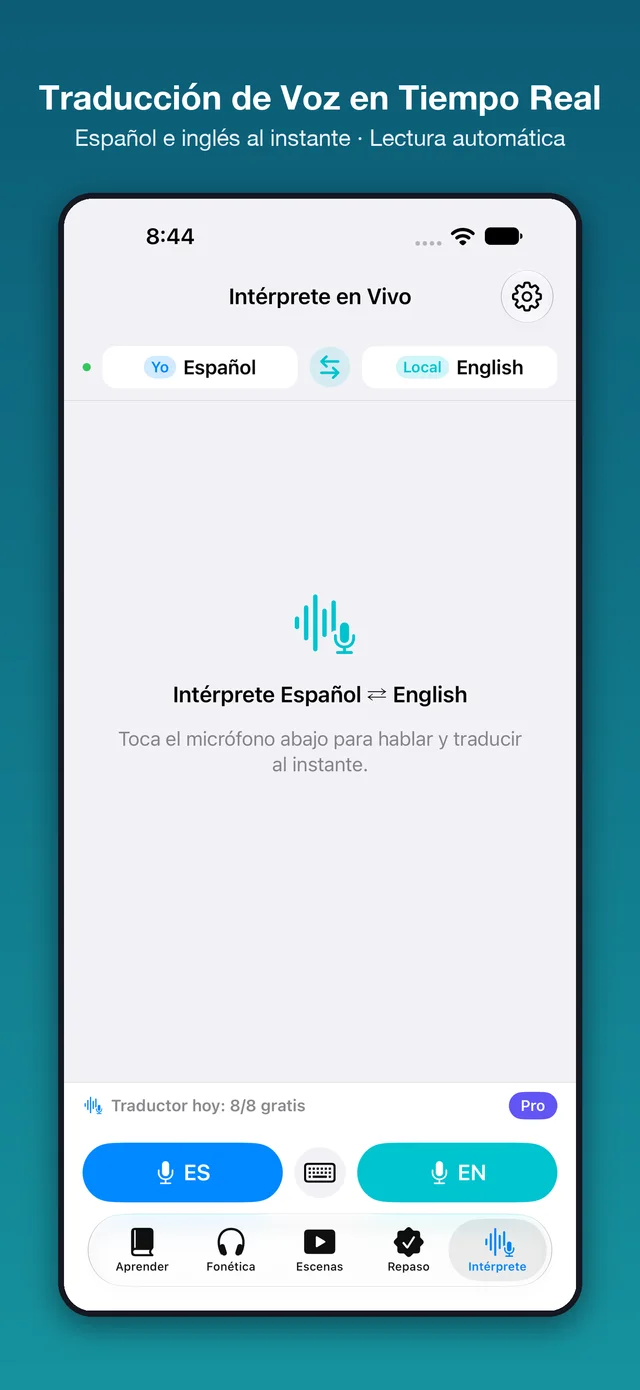 Traducción de Voz en Tiempo Real
Español e inglés al instante · Lectura automática
8:44
Intérprete en Vivo
Yo Español
Local English
Intérprete Español ⇄ English
Toca el micrófono abajo para hablar y traducir
al instante.
Traductor hoy: 8/8 gratis
Pro
ES
EN
Aprender
Fonética
Escenas
Repaso
Intérprete